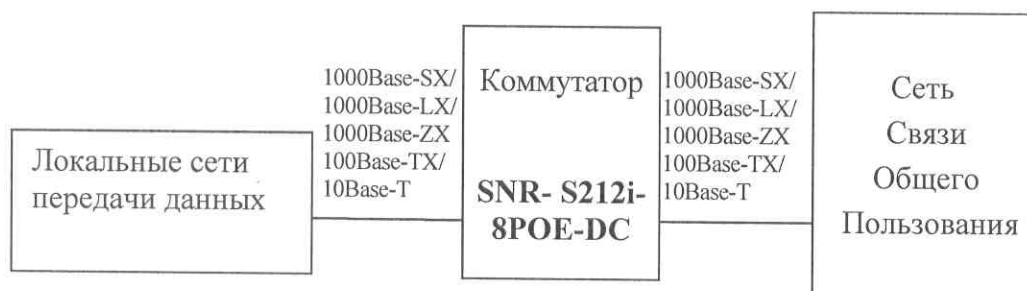 Локальные сети
передачи данных
1000Base-SX/
1000Base-LX/
1000Base-ZX
100Base-TX/
10Base-T
Коммутатор
SNR- S212i-
8POE-DC
1000Base-SX/
1000Base-LX/
1000Base-ZX
100Base-TX/
10Base-T
Сеть
Связи
Общего
Пользования